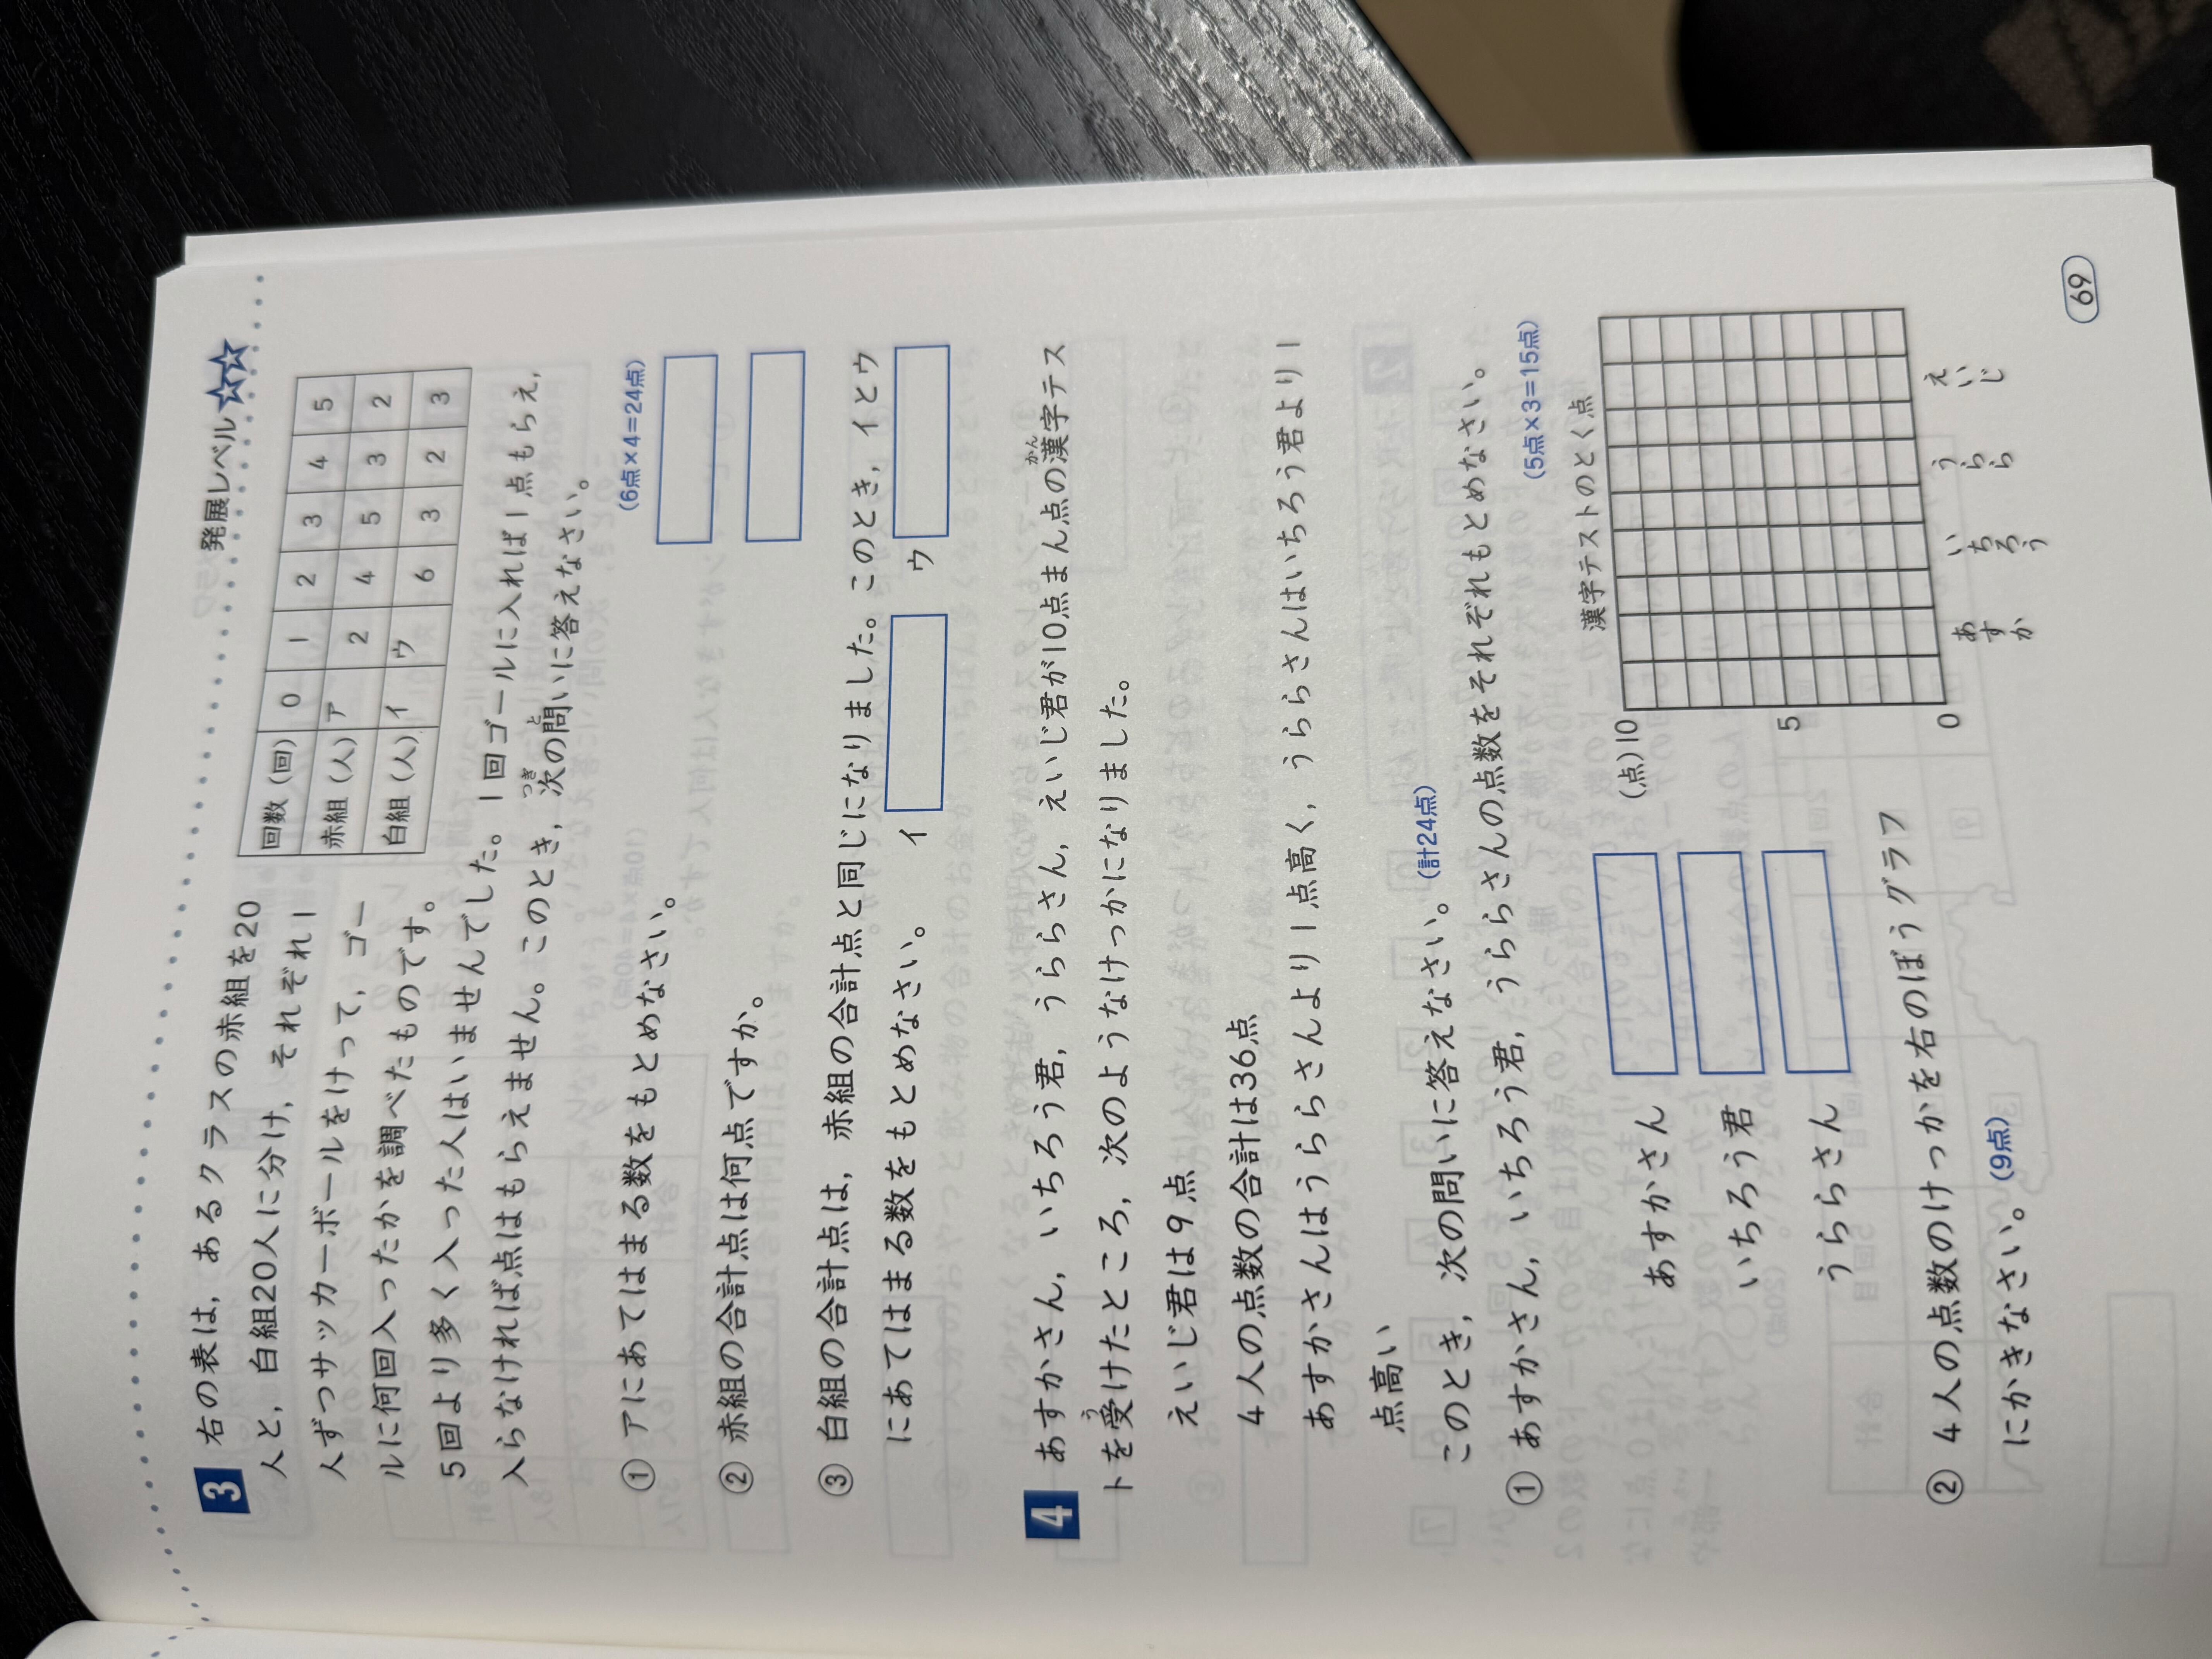 発展レベル
3 右の表は，あるクラスの赤組を20
人と，白組20人に分け，それぞれ1
人ずつサッカーボールをけって，ゴー
ルに何回入ったかを調べたものです。
5回より多く入った人はいませんでした。1回ゴールに入れば1点もらえ，
入らなければ点はもらえません。このとき，次の問いに答えなさい。
つぎ
と
回数（回） 0 1 2 3 4 5
赤組（人） ア 2 4 5 3 2
白組（人） イ ウ 6 3 2 3
（6点×4＝24点）
① アにあてはまる数をもとめなさい。
② 赤組の合計点は何点ですか。
③ 白組の合計点は，赤組の合計点と同じになりました。このとき，イとウ
にあてはまる数をもとめなさい。
イ ウ
4 あすかさん，いちろう君，うららさん，えいじ君が10点まん点の漢字テス
かん
トを受けたところ，次のようなけっかになりました。
う
えいじ君は9点
4人の点数の合計は36点
あすかさんはうららさんより1点高く，うららさんはいちろう君より1
点高い
このとき，次の問いに答えなさい。（計24点）
① あすかさん，いちろう君，うららさんの点数をそれぞれもとめなさい。
（5点×3＝15点）
あすかさん
いちろう君
うららさん
② 4人の点数のけっかを右のぼうグラフ
にかきなさい。（9点）
漢字テストのとく点
（点）10
5
0
あすか
いちろう
うらら
えいじ
69